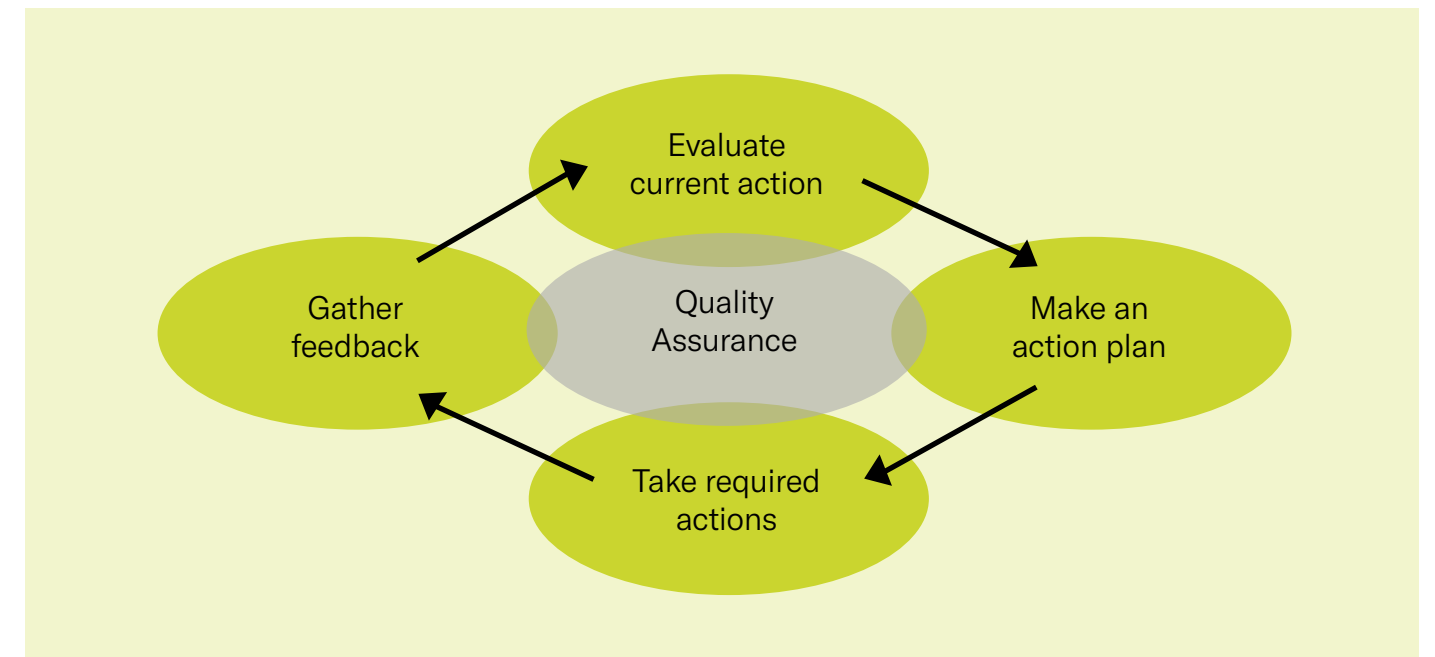 Evaluate
current action
Gather
feedback
Quality
Assurance
Make an
action plan
Take required
actions